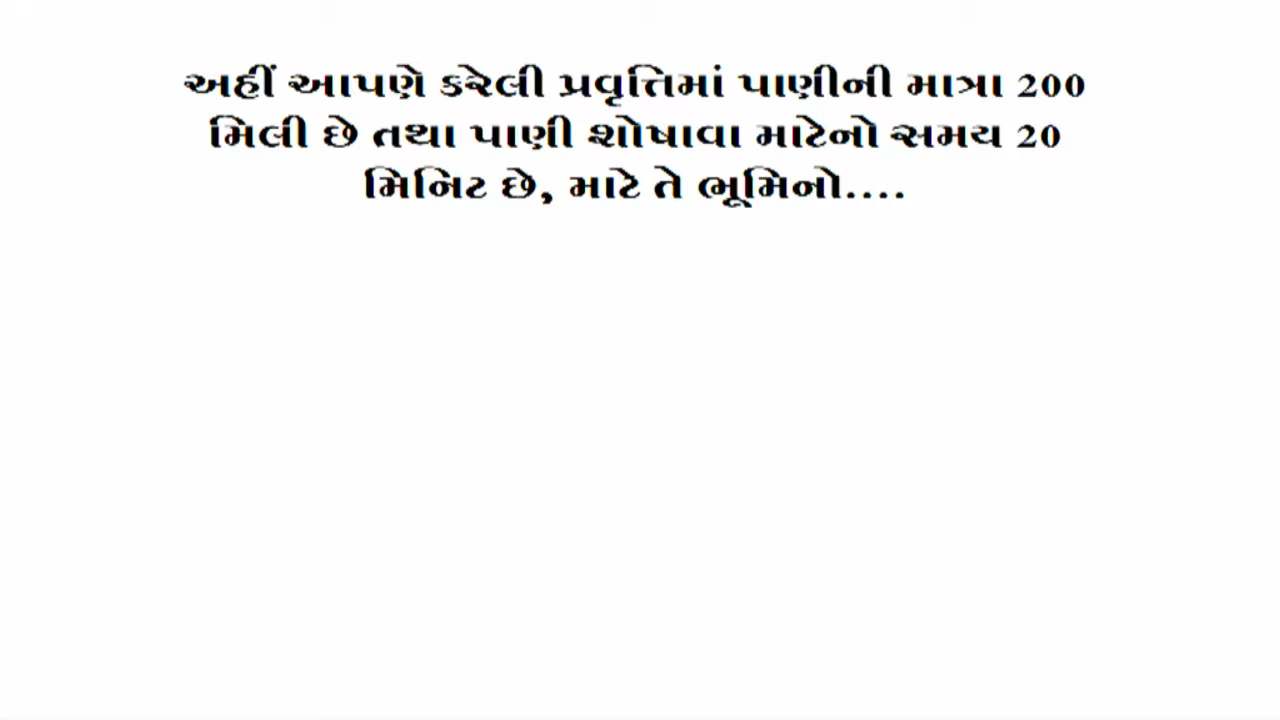 અહીં આપણે કરેલી પ્રવૃત્તિમાં પાણીની માત્રા 200
મિલી છે તથા પાણી શોષાવા માટેનો સમય 20
મિનિટ છે, માટે તે ભૂમિનો....